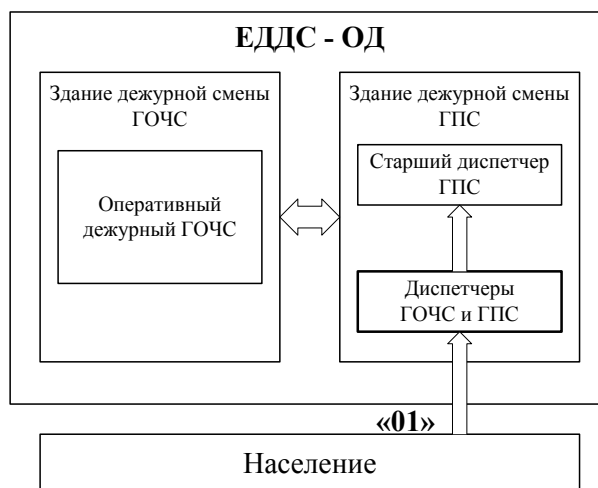 ЕДДС - ОД
Здание дежурной смены
ГОЧС
Оперативный
дежурный ГОЧС
Здание дежурной смены
ГПС
Старший диспетчер
ГПС
Диспетчеры
ГОЧС и ГПС
«01»
Население